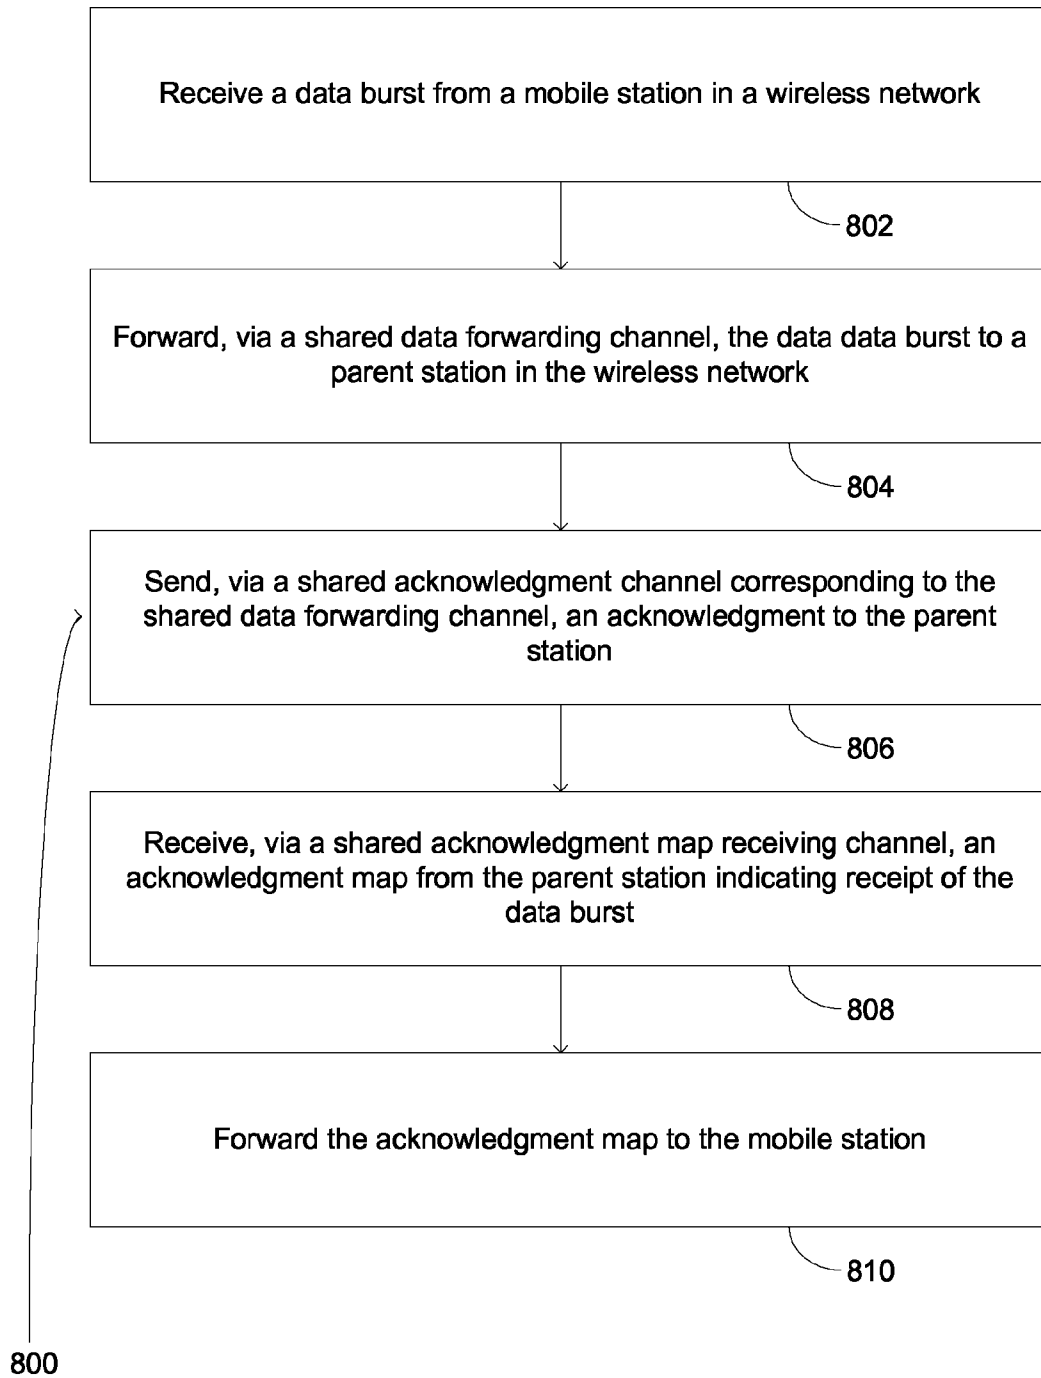 Receive a data burst from a mobile station in a wireless network
802
Forward, via a shared data forwarding channel, the data data burst to a
parent station in the wireless network
804
Send, via a shared acknowledgment channel corresponding to the
shared data forwarding channel, an acknowledgment to the parent
station
806
Receive, via a shared acknowledgment map receiving channel, an
acknowledgment map from the parent station indicating receipt of the
data burst
808
Forward the acknowledgment map to the mobile station
810
800